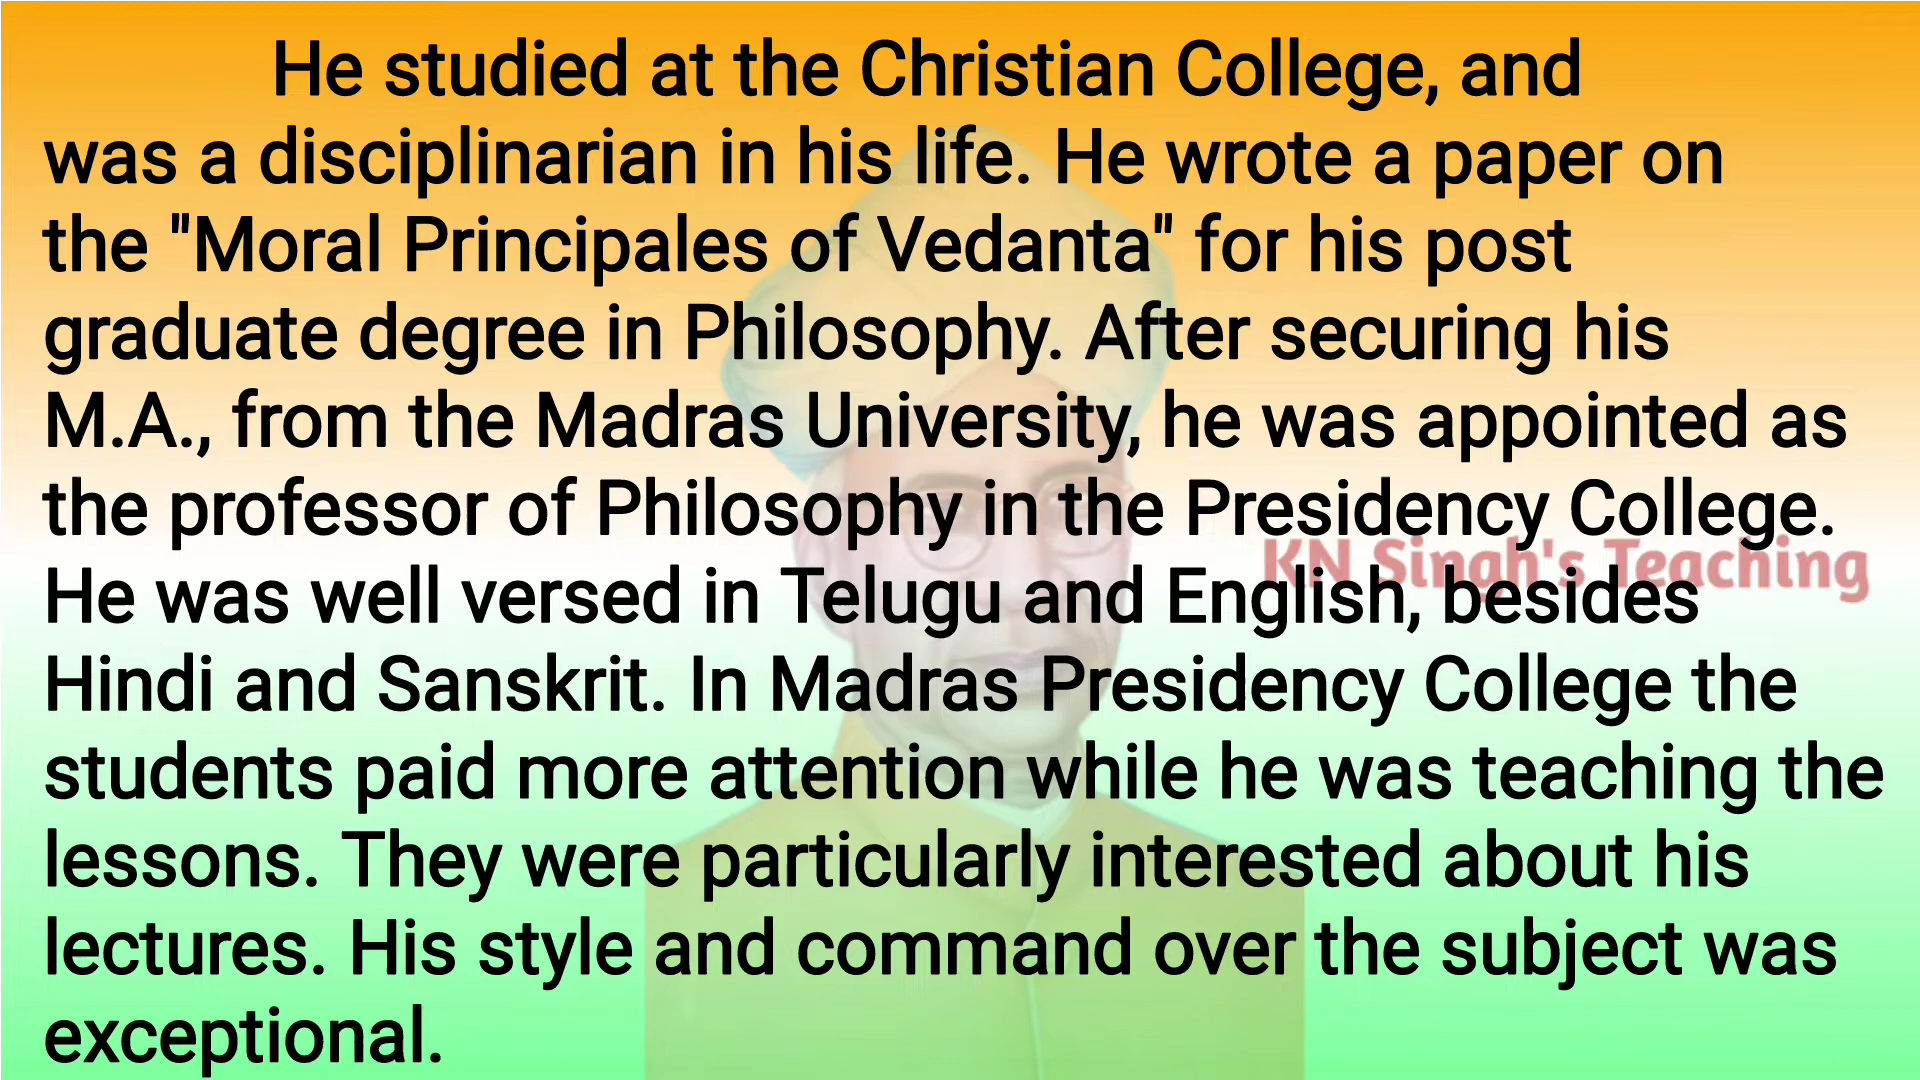 He studied at the Christian College, and
was a disciplinarian in his life. He wrote a paper on
the "Moral Principales of Vedanta" for his post
graduate degree in Philosophy. After securing his
M.A., from the Madras University, he was appointed as
the professor of Philosophy in the Presidency College.
KN Singh's Teaching
He was well versed in Telugu and English, besides
Hindi and Sanskrit. In Madras Presidency College the
students paid more attention while he was teaching the
lessons. They were particularly interested about his
lectures. His style and command over the subject was
exceptional.